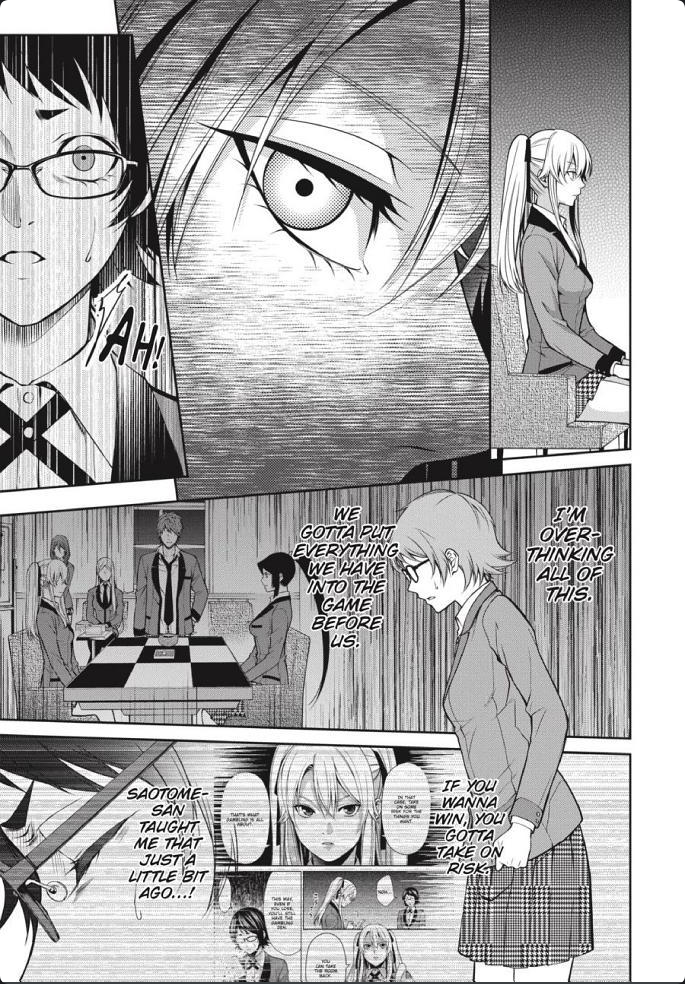 AH!
I'M
OVER-
THINKING
ALL OF
THIS.
WE
GOTTA PUT
EVERYTHING
WE HAVE
INTO THE
GAME
BEFORE
US.
IF YOU
WANNA
WIN, YOU
GOTTA
TAKE ON
RISK.
IN THAT
CASE, TAKE
ON SOME
RISK FOR THE
THINGS YOU
WANT.
THAT'S WHAT
GAMBLING IS ALL
ABOUT.
THIS WAY,
EVEN IF
YOU LOSE,
YOU'LL STILL
HAVE THE
GAMBLING
DEN.
YOU
CAN TAKE
THE ROOM
BACK.
SAOTOME-
SAN
TAUGHT
ME THAT
JUST A
LITTLE BIT
AGO...!